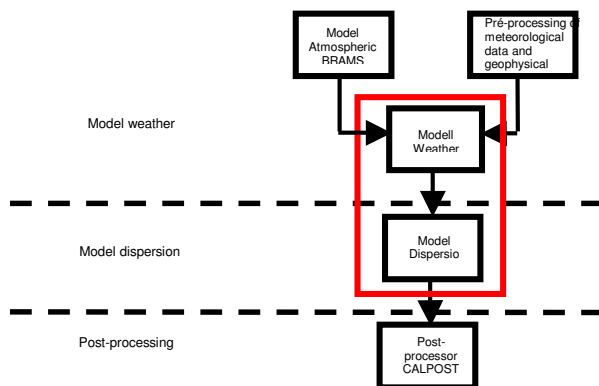 Model
Atmospheric
BRAMS
Pré-processing of
meteorological
data and
geophysical
Model weather
Modell
Weather
Model dispersion
Model
Dispersio
Post-processing
Post-
processor
CALPOST